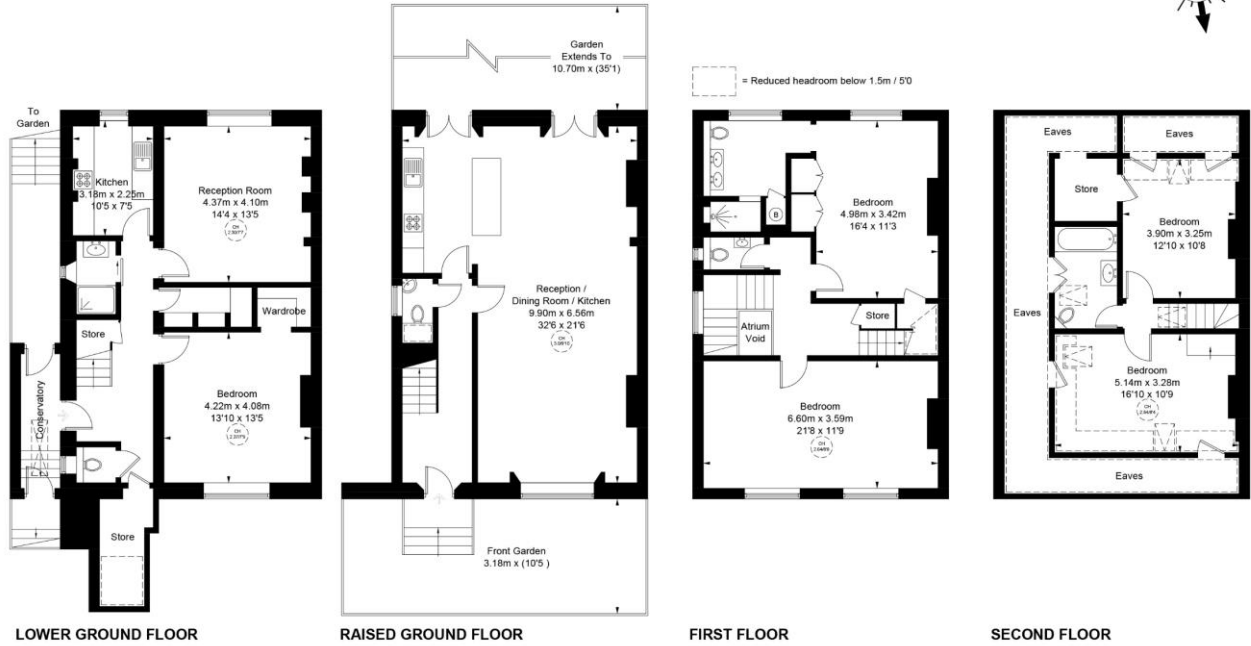 Garden
Extends To
10.70m x (35'1)
= Reduced headroom below 1.5m / 5'0
To
Garden
Kitchen
3.18m x 2.25m
10'5 x 7'5
Reception Room
4.37m x 4.10m
14'4 x 13'5
CH
Wardrobe
Store
Bedroom
4.22m x 4.08m
13'10 x 13'5
CH
Conservatory
Store
LOWER GROUND FLOOR
Reception /
Dining Room / Kitchen
9.90m x 6.56m
32'6 x 21'6
CH
Front Garden
3.18m x (10'5 )
RAISED GROUND FLOOR
B
Bedroom
4.98m x 3.42m
16'4 x 11'3
CH
Store
Atrium
Void
Bedroom
6.60m x 3.59m
21'8 x 11'9
CH
FIRST FLOOR
Eaves
Eaves
Store
Bedroom
3.90m x 3.25m
12'10 x 10'8
Eaves
Bedroom
5.14m x 3.28m
16'10 x 10'9
CH
Eaves
SECOND FLOOR